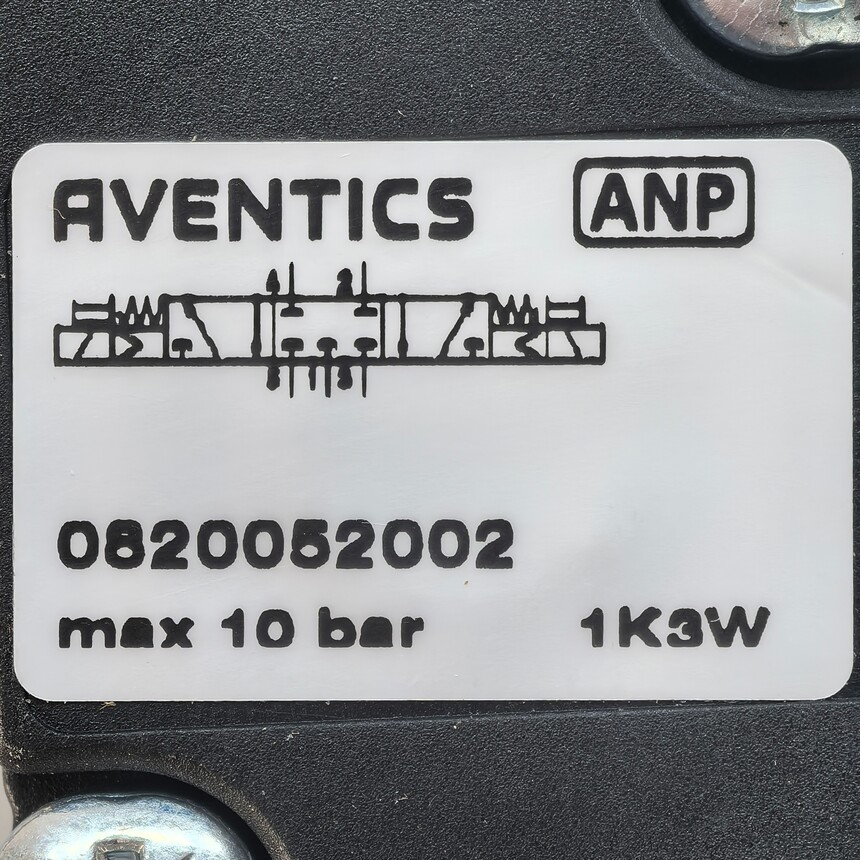 AVENTICS
ANP
0820052002
max 10 bar
1K3W